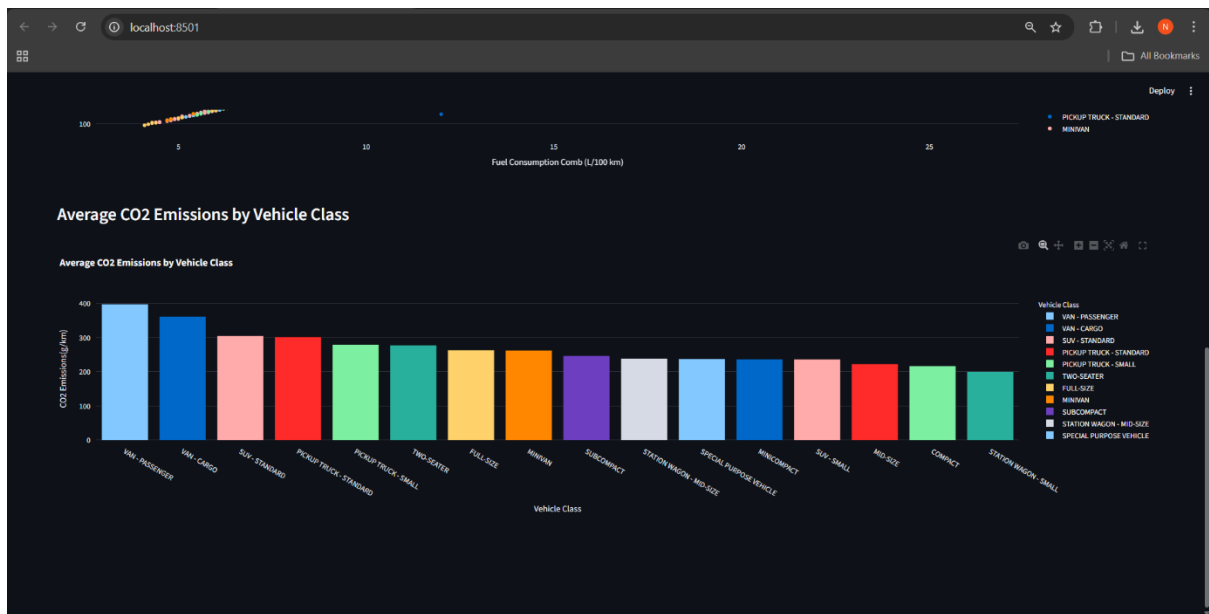 localhost:8501
N
All Bookmarks
Deploy
100
5
10
15
20
25
Fuel Consumption Comb (L/100 km)
PICKUP TRUCK - STANDARD
MINIVAN
Average CO2 Emissions by Vehicle Class
Average CO2 Emissions by Vehicle Class
CO2 Emissions(g/km)
400
300
200
100
0
VAN - PASSENGER
VAN - CARGO
SUV - STANDARD
PICKUP TRUCK - STANDARD
PICKUP TRUCK - SMALL
TWO-SEATER
FULL-SIZE
MINIVAN
SUBCOMPACT
STATION WAGON - MID-SIZE
SPECIAL PURPOSE VEHICLE
MINICOMPACT
SUV - SMALL
MID-SIZE
COMPACT
STATION WAGON - SMALL
Vehicle Class
Vehicle Class
VAN - PASSENGER
VAN - CARGO
SUV - STANDARD
PICKUP TRUCK - STANDARD
PICKUP TRUCK - SMALL
TWO-SEATER
FULL-SIZE
MINIVAN
SUBCOMPACT
STATION WAGON - MID-SIZE
SPECIAL PURPOSE VEHICLE